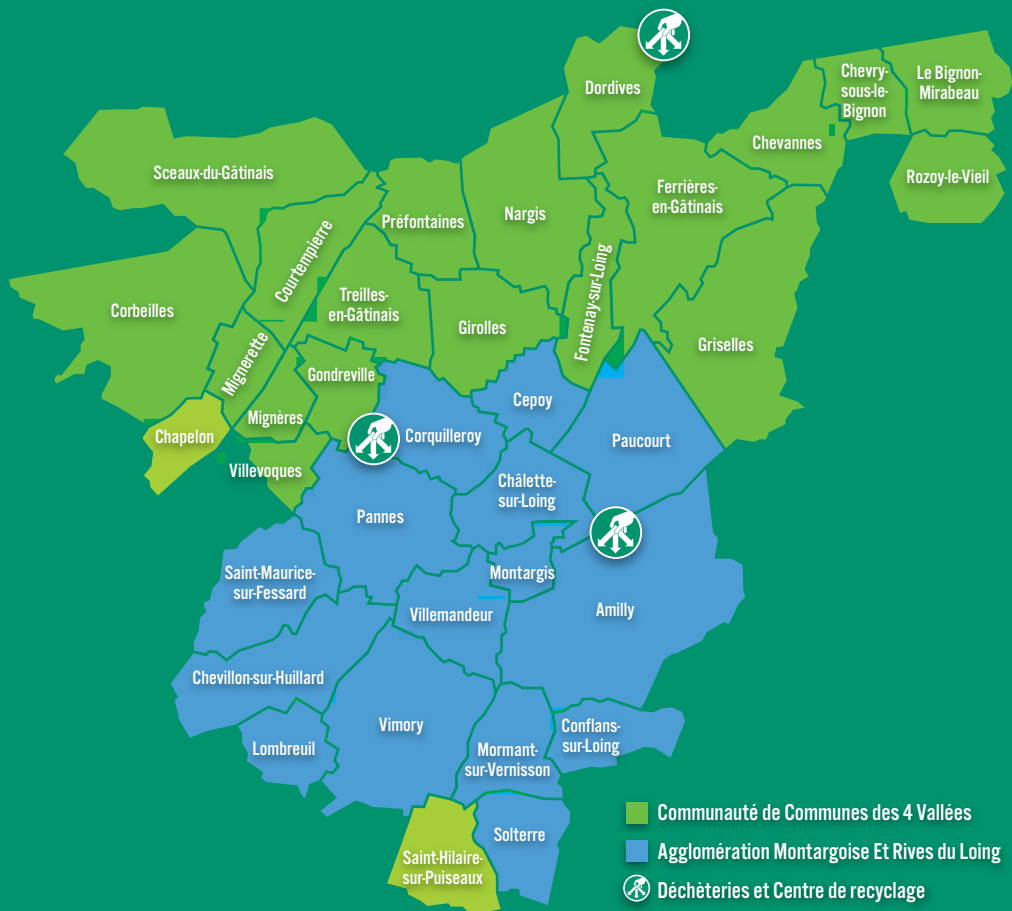 Dordives
Chevry-
sous-le-
Bignon
Le Bignon-
Mirabeau
Chevannes
Rozoy-le-Vieil
Sceaux-du-Gâtinais
Ferrières-
en-Gâtinais
Préfontaines
Nargis
Courtempierre
Fontenay-sur-Loing
Treilles-
en-Gâtinais
Corbeilles
Girolles
Griselles
Mignerette
Gondreville
Cepoy
Mignères
Chapelon
Corquilleroy
Paucourt
Villevoques
Châlette-
sur-Loing
Pannes
Saint-Maurice-
sur-Fessard
Montargis
Villemandeur
Amilly
Chevillon-sur-Huillard
Vimory
Conflans-
sur-Loing
Lombreuil
Mormant-
sur-Vernisson
Solterre
Saint-Hilaire-
sur-Puiseaux
Communauté de Communes des 4 Vallées
Agglomération Montargoise Et Rives du Loing
Déchèteries et Centre de recyclage